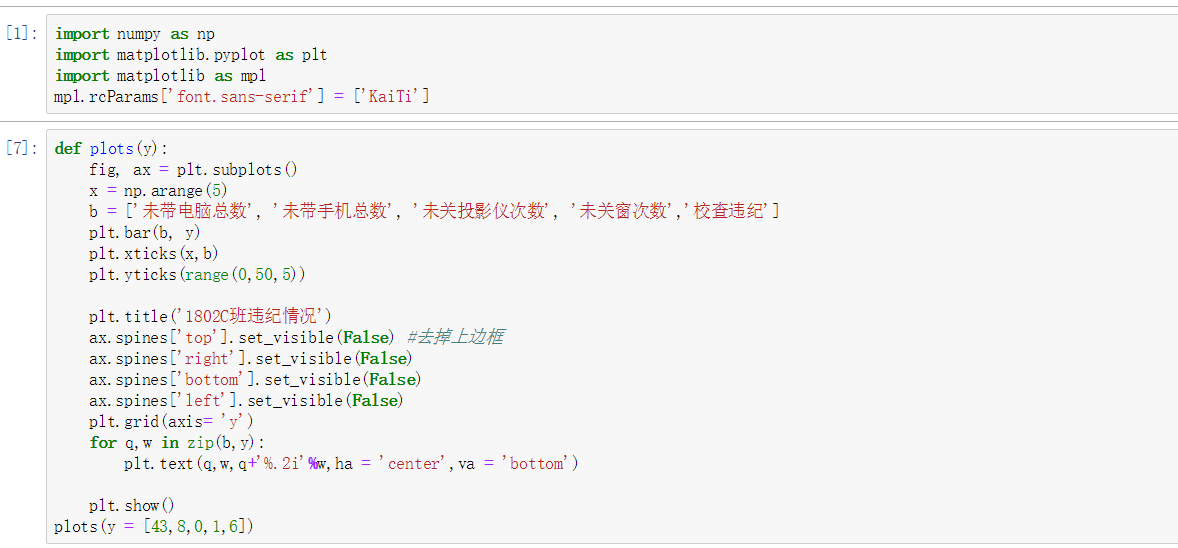 [1]:
import numpy as np
import matplotlib.pyplot as plt
import matplotlib as mpl
mpl.rcParams['font.sans-serif'] = ['KaiTi']
[7]:
def plots(y):
    fig, ax = plt.subplots()
    x = np.arange(5)
    b = ['未带电脑总数', '未带手机总数', '未关投影仪次数', '未关窗次数','校查违纪']
    plt.bar(b, y)
    plt.xticks(x,b)
    plt.yticks(range(0,50,5))
    plt.title('1802C班违纪情况')
    ax.spines['top'].set_visible(False) #去掉上边框
    ax.spines['right'].set_visible(False)
    ax.spines['bottom'].set_visible(False)
    ax.spines['left'].set_visible(False)
    plt.grid(axis= 'y')
    for q,w in zip(b,y):
        plt.text(q,w,q+'%.2i'%w,ha = 'center',va = 'bottom')
    plt.show()
plots(y = [43,8,0,1,6])